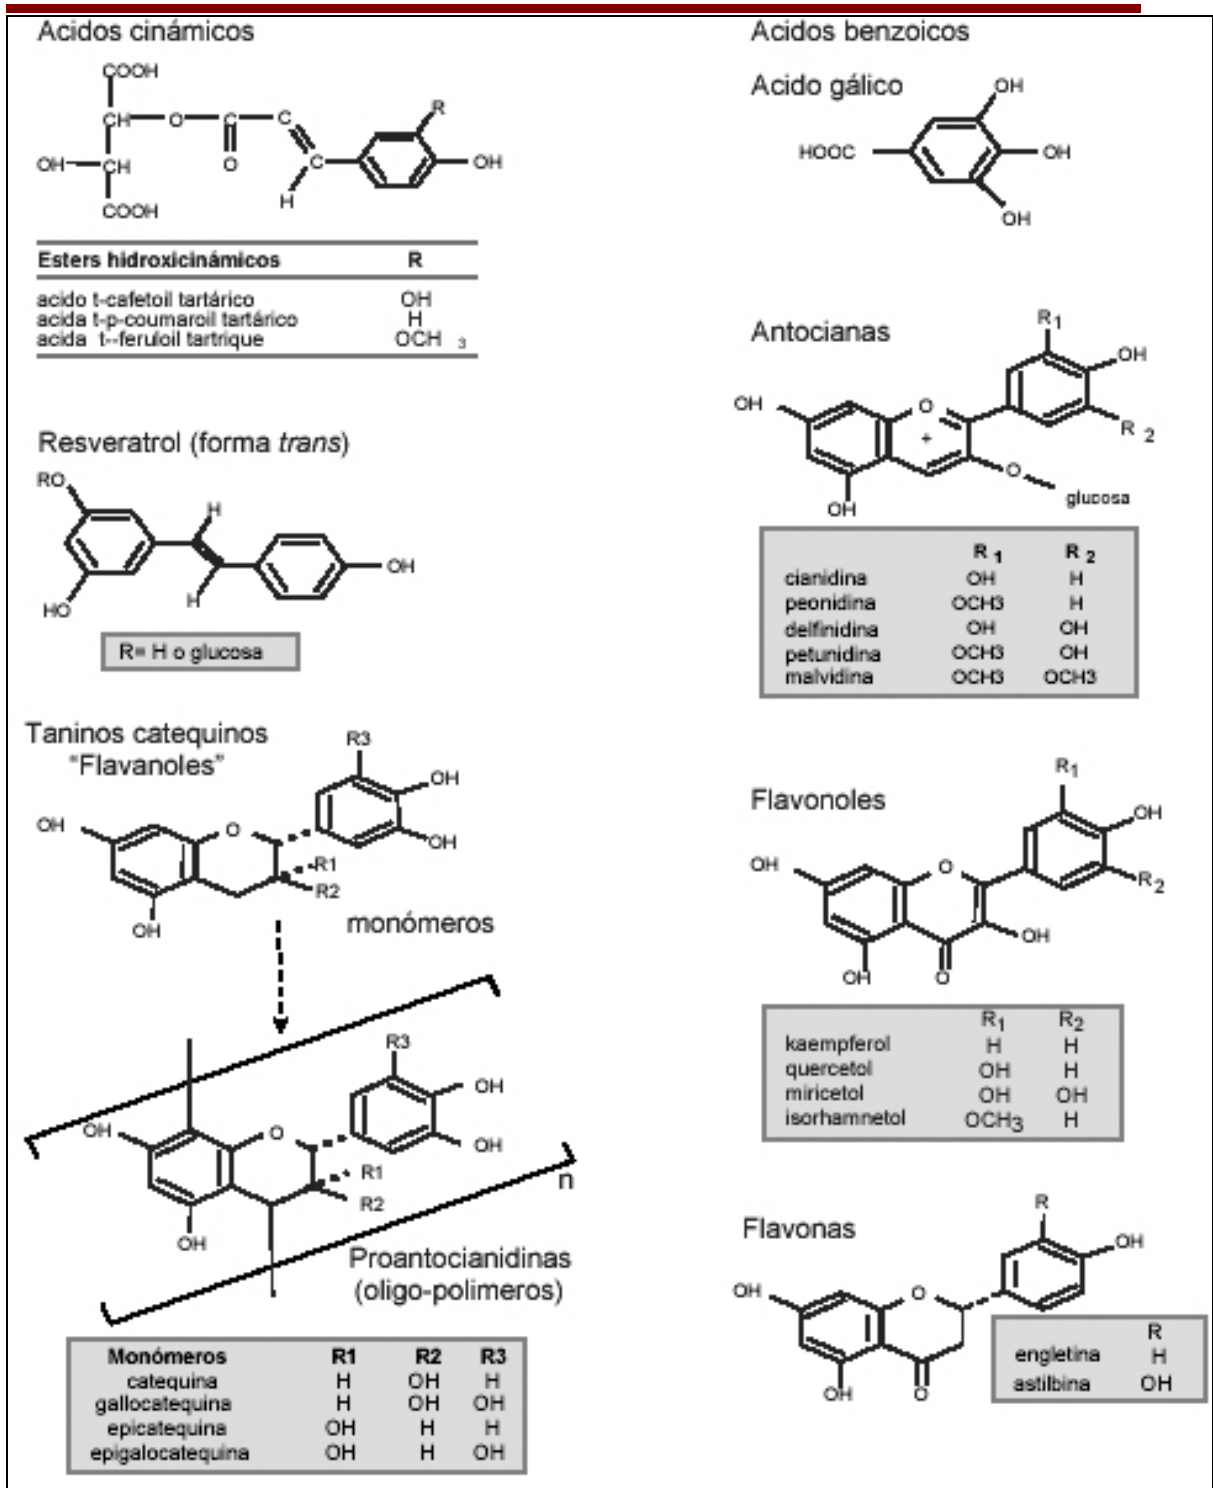 Acidos cinámicos
COOH
CH O C C R
OH CH O C OH
H
COOH
Esters hidroxicinámicos R
acido t-cafetoil tartárico OH
acida t-p-coumaroil tartárico H
acida t--feruloil tartrique OCH 3
Resveratrol (forma trans)
RO
H
OH
H
HO
R= H o glucosa
Taninos catequinos
"Flavanoles"
R3
OH
OH O
OH
R1
R2
OH
monómeros
R3
OH
OH O
OH
R1
R2
n
OH
Proantocianidinas
(oligo-polimeros)
Monómeros R1 R2 R3
catequina H OH H
gallocatequina H OH OH
epicatequina OH H H
epigalocatequina OH H OH
Acidos benzoicos
Acido gálico
OH
HOOC OH
OH
Antocianas
R1
OH
OH O
+
R 2
O
glucosa
OH
R 1 R 2
cianidina OH H
peonidina OCH3 H
delfinidina OH OH
petunidina OCH3 OH
malvidina OCH3 OCH3
Flavonoles
R1
OH
OH O
R2
OH
OH O
R1 R2
kaempferol H H
quercetol OH H
miricetol OH OH
isorhamnetol OCH3 H
Flavonas
R
OH
OH O
OH O
R
engletina H
astilbina OH